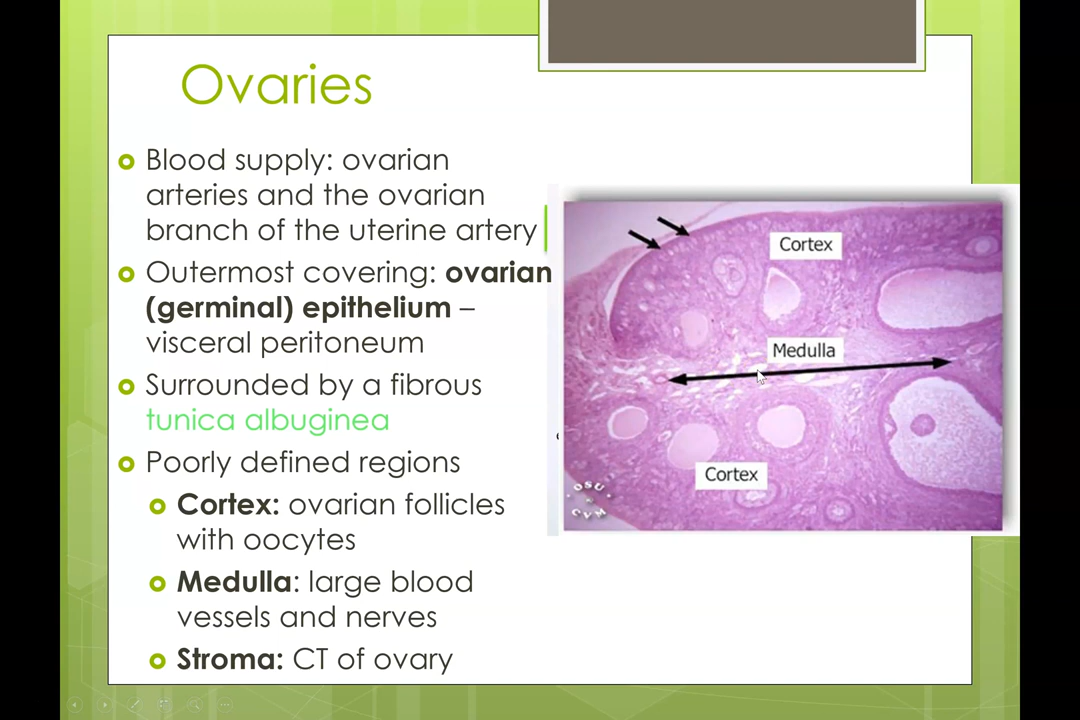 Ovaries
Blood supply: ovarian
arteries and the ovarian
branch of the uterine artery
Outermost covering: ovarian
(germinal) epithelium –
visceral peritoneum
Surrounded by a fibrous
tunica albuginea
Poorly defined regions
Cortex: ovarian follicles
with oocytes
Medulla: large blood
vessels and nerves
Stroma: CT of ovary
Cortex
Medulla
Cortex
OSU
CVM